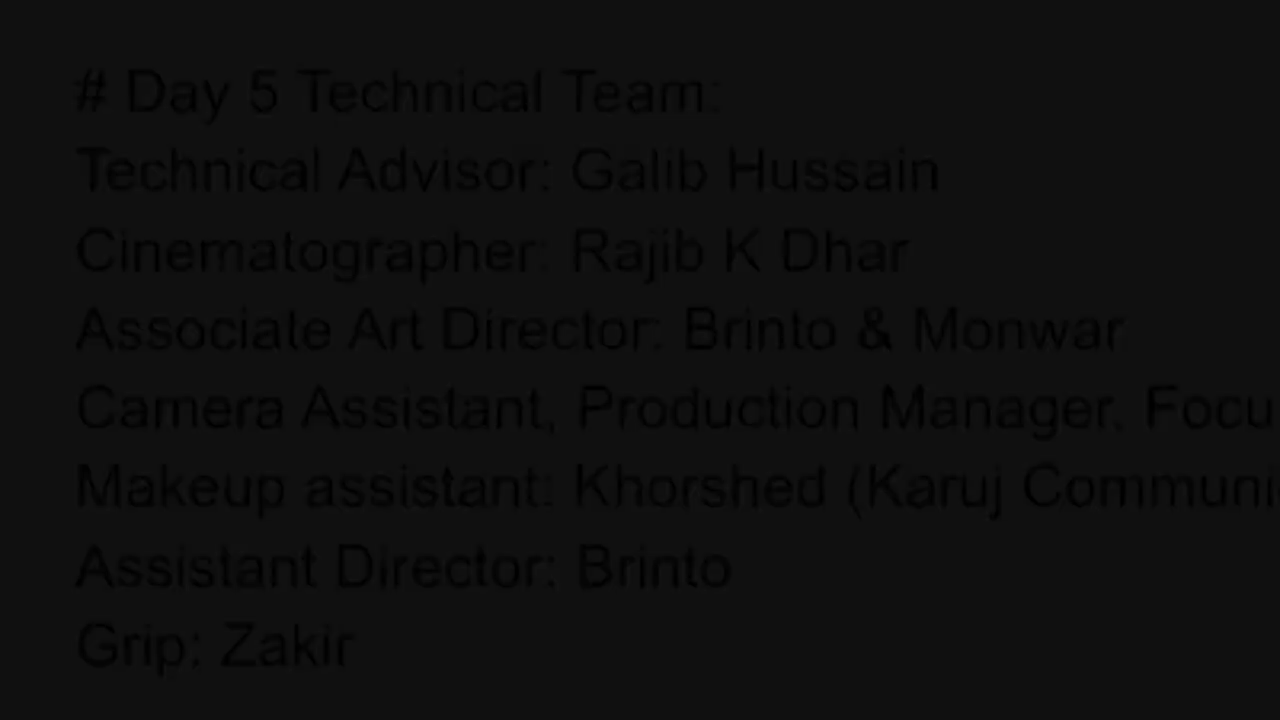 # Day 5 Technical Team:
Technical Advisor: Galib Hussain
Cinematographer: Rajib K Dhar
Associate Art Director: Brinto & Monwar
Camera Assistant, Production Manager. Focu
Makeup assistant: Khorshed (Karuj Communi
Assistant Director: Brinto
Grip: Zakir